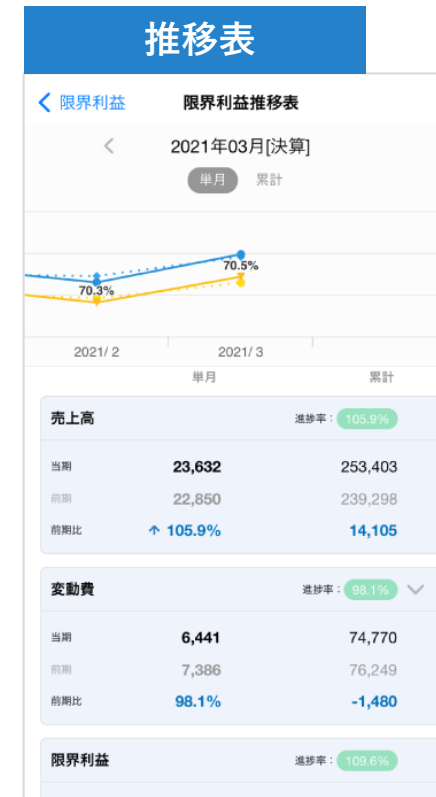 推移表
限界利益 限界利益推移表
2021年03月[決算]
単月 累計
70.5%
70.3%
2021/ 2 2021/ 3
単月 累計
売上高 進捗率： 105.9%
当期 23,632 253,403
前期 22,850 239,298
前期比 ↑ 105.9% 14,105
変動費 進捗率： 98.1%
当期 6,441 74,770
前期 7,386 76,249
前期比 98.1% -1,480
限界利益 進捗率： 109.6%